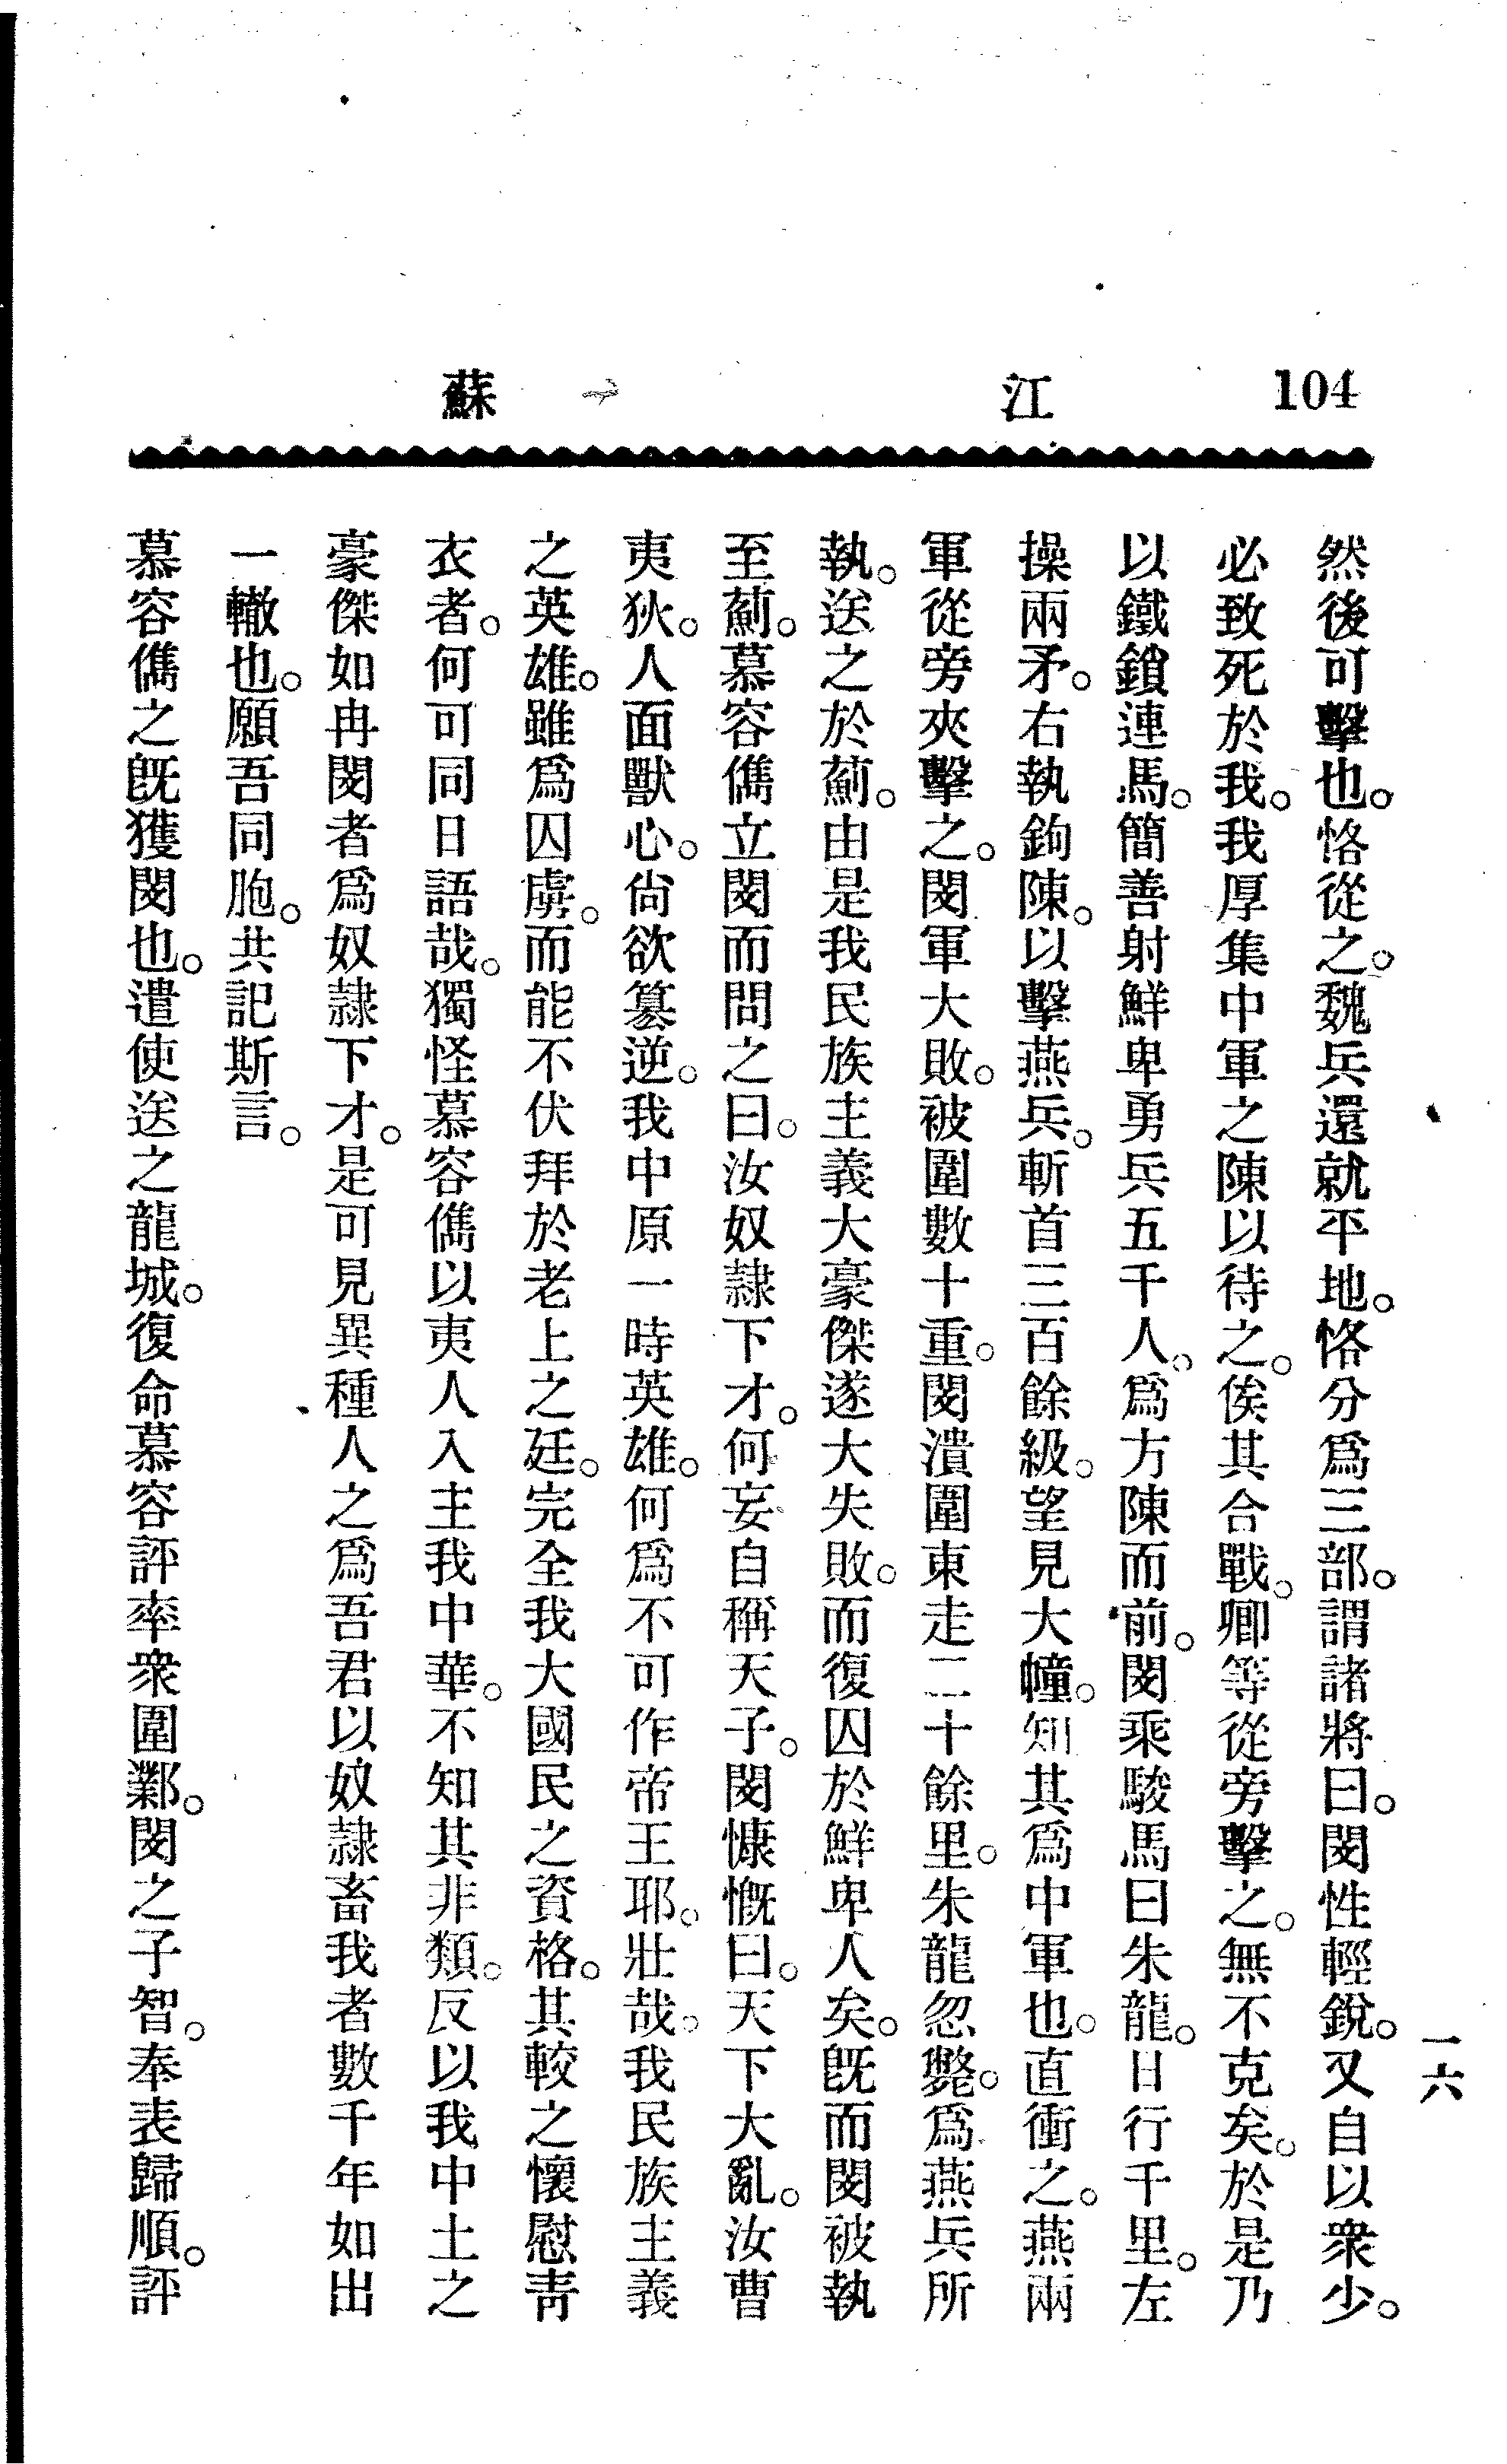 104
江蘇
一六
然後可擊也。恪從之。魏兵還就平地。恪分爲三部。謂諸將曰。閔性輕銳。又自以衆少。
必致死於我。我厚集中軍之陳以待之。俟其合戰。卿等從旁擊之。無不克矣。於是乃
以鐵鎖連馬。簡善射鮮卑勇兵五千人。爲方陳而前。閔乘駿馬曰朱龍。日行千里。左
操兩矛。右執鉤陳。以擊燕兵。斬首三百餘級。望見大幢。知其爲中軍也。直衝之。燕兩
軍從旁夾擊之。閔軍大敗。被圍數十重。閔潰圍東走二十餘里。朱龍忽斃。爲燕兵所
執。送之於薊。由是我民族主義大豪傑遂大失敗。而復囚於鮮卑人矣。旣而閔被執
至薊。慕容儁立閔而問之曰。汝奴隸下才。何妄自稱天子。閔慷慨曰。天下大亂。汝曹
夷狄。人面獸心。尙欲篡逆。我中原一時英雄。何爲不可作帝王耶。壯哉。我民族主義
之英雄。雖爲囚虜。而能不伏拜於老上之廷。完全我大國民之資格。其較之懷慰靑
衣者。何可同日語哉。獨怪慕容儁以夷人入主我中華。不知其非類。反以我中土之
豪傑如冉閔者爲奴隸下才。是可見異種人之爲吾君以奴隸畜我者數千年如出
一轍也。願吾同胞。共記斯言。
慕容儁之旣獲閔也。遣使送之龍城。復命慕容評率衆圍鄴。閔之子智。奉表歸順。評